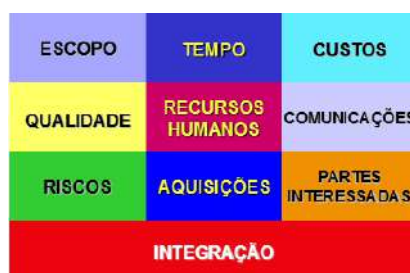 ESCOPO
TEMPO
CUSTOS
QUALIDADE
RECURSOS
HUMANOS
COMUNICAÇÕES
RISCOS
AQUISIÇÕES
PARTES
INTERESSADAS
INTEGRAÇÃO